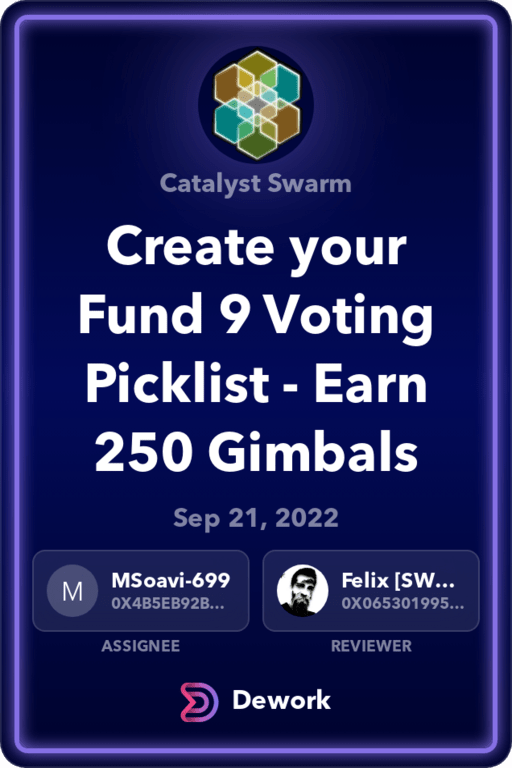 Catalyst Swarm
Create your
Fund 9 Voting
Picklist - Earn
250 Gimbals
Sep 21, 2022
M
MSoavi-699
0X4B5EB92B...
Felix [SW...
0X065301995...
ASSIGNEE
REVIEWER
Dework